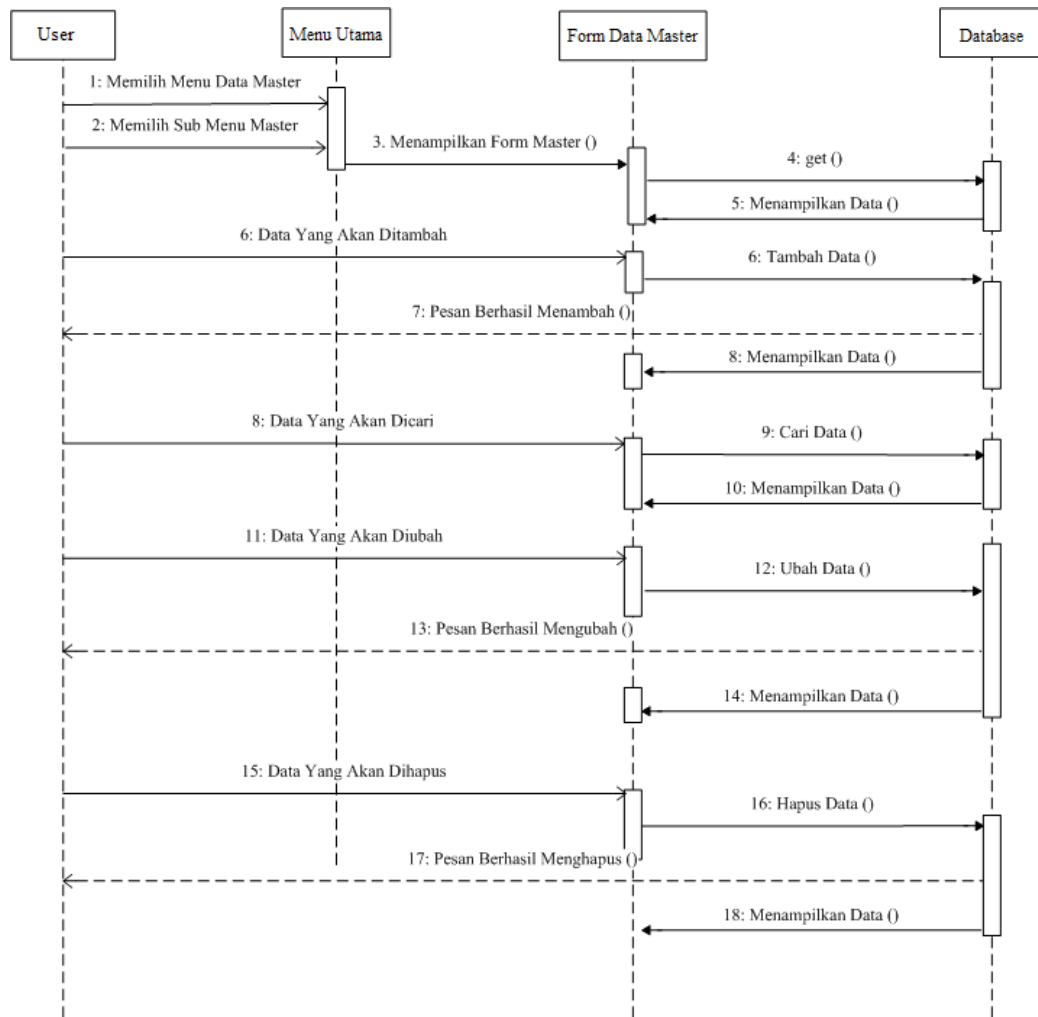 User
Menu Utama
Form Data Master
Database
1: Memilih Menu Data Master
2: Memilih Sub Menu Master
3. Menampilkan Form Master ()
4: get ()
5: Menampilkan Data ()
6: Data Yang Akan Ditambah
6: Tambah Data ()
7: Pesan Berhasil Menambah ()
8: Menampilkan Data ()
8: Data Yang Akan Dicari
9: Cari Data ()
10: Menampilkan Data ()
11: Data Yang Akan Diubah
12: Ubah Data ()
13: Pesan Berhasil Mengubah ()
14: Menampilkan Data ()
15: Data Yang Akan Dihapus
16: Hapus Data ()
17: Pesan Berhasil Menghapus ()
18: Menampilkan Data ()